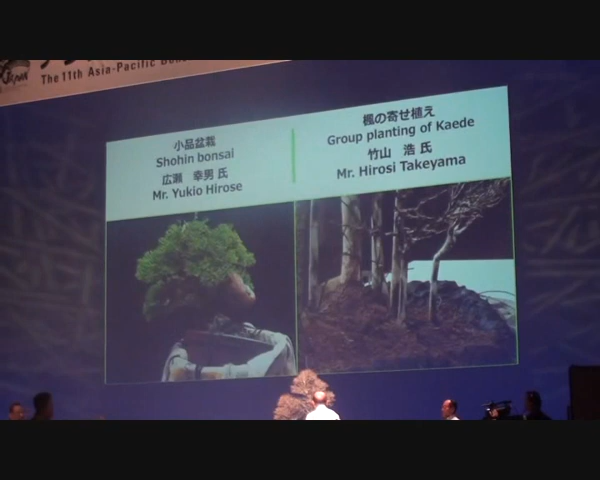 The 11th Asia-Pacific
小品盆栽
Shohin bonsai
広瀬 幸男 氏
Mr. Yukio Hirose
楓の寄せ植え
Group planting of Kaede
竹山 浩 氏
Mr. Hirosi Takeyama